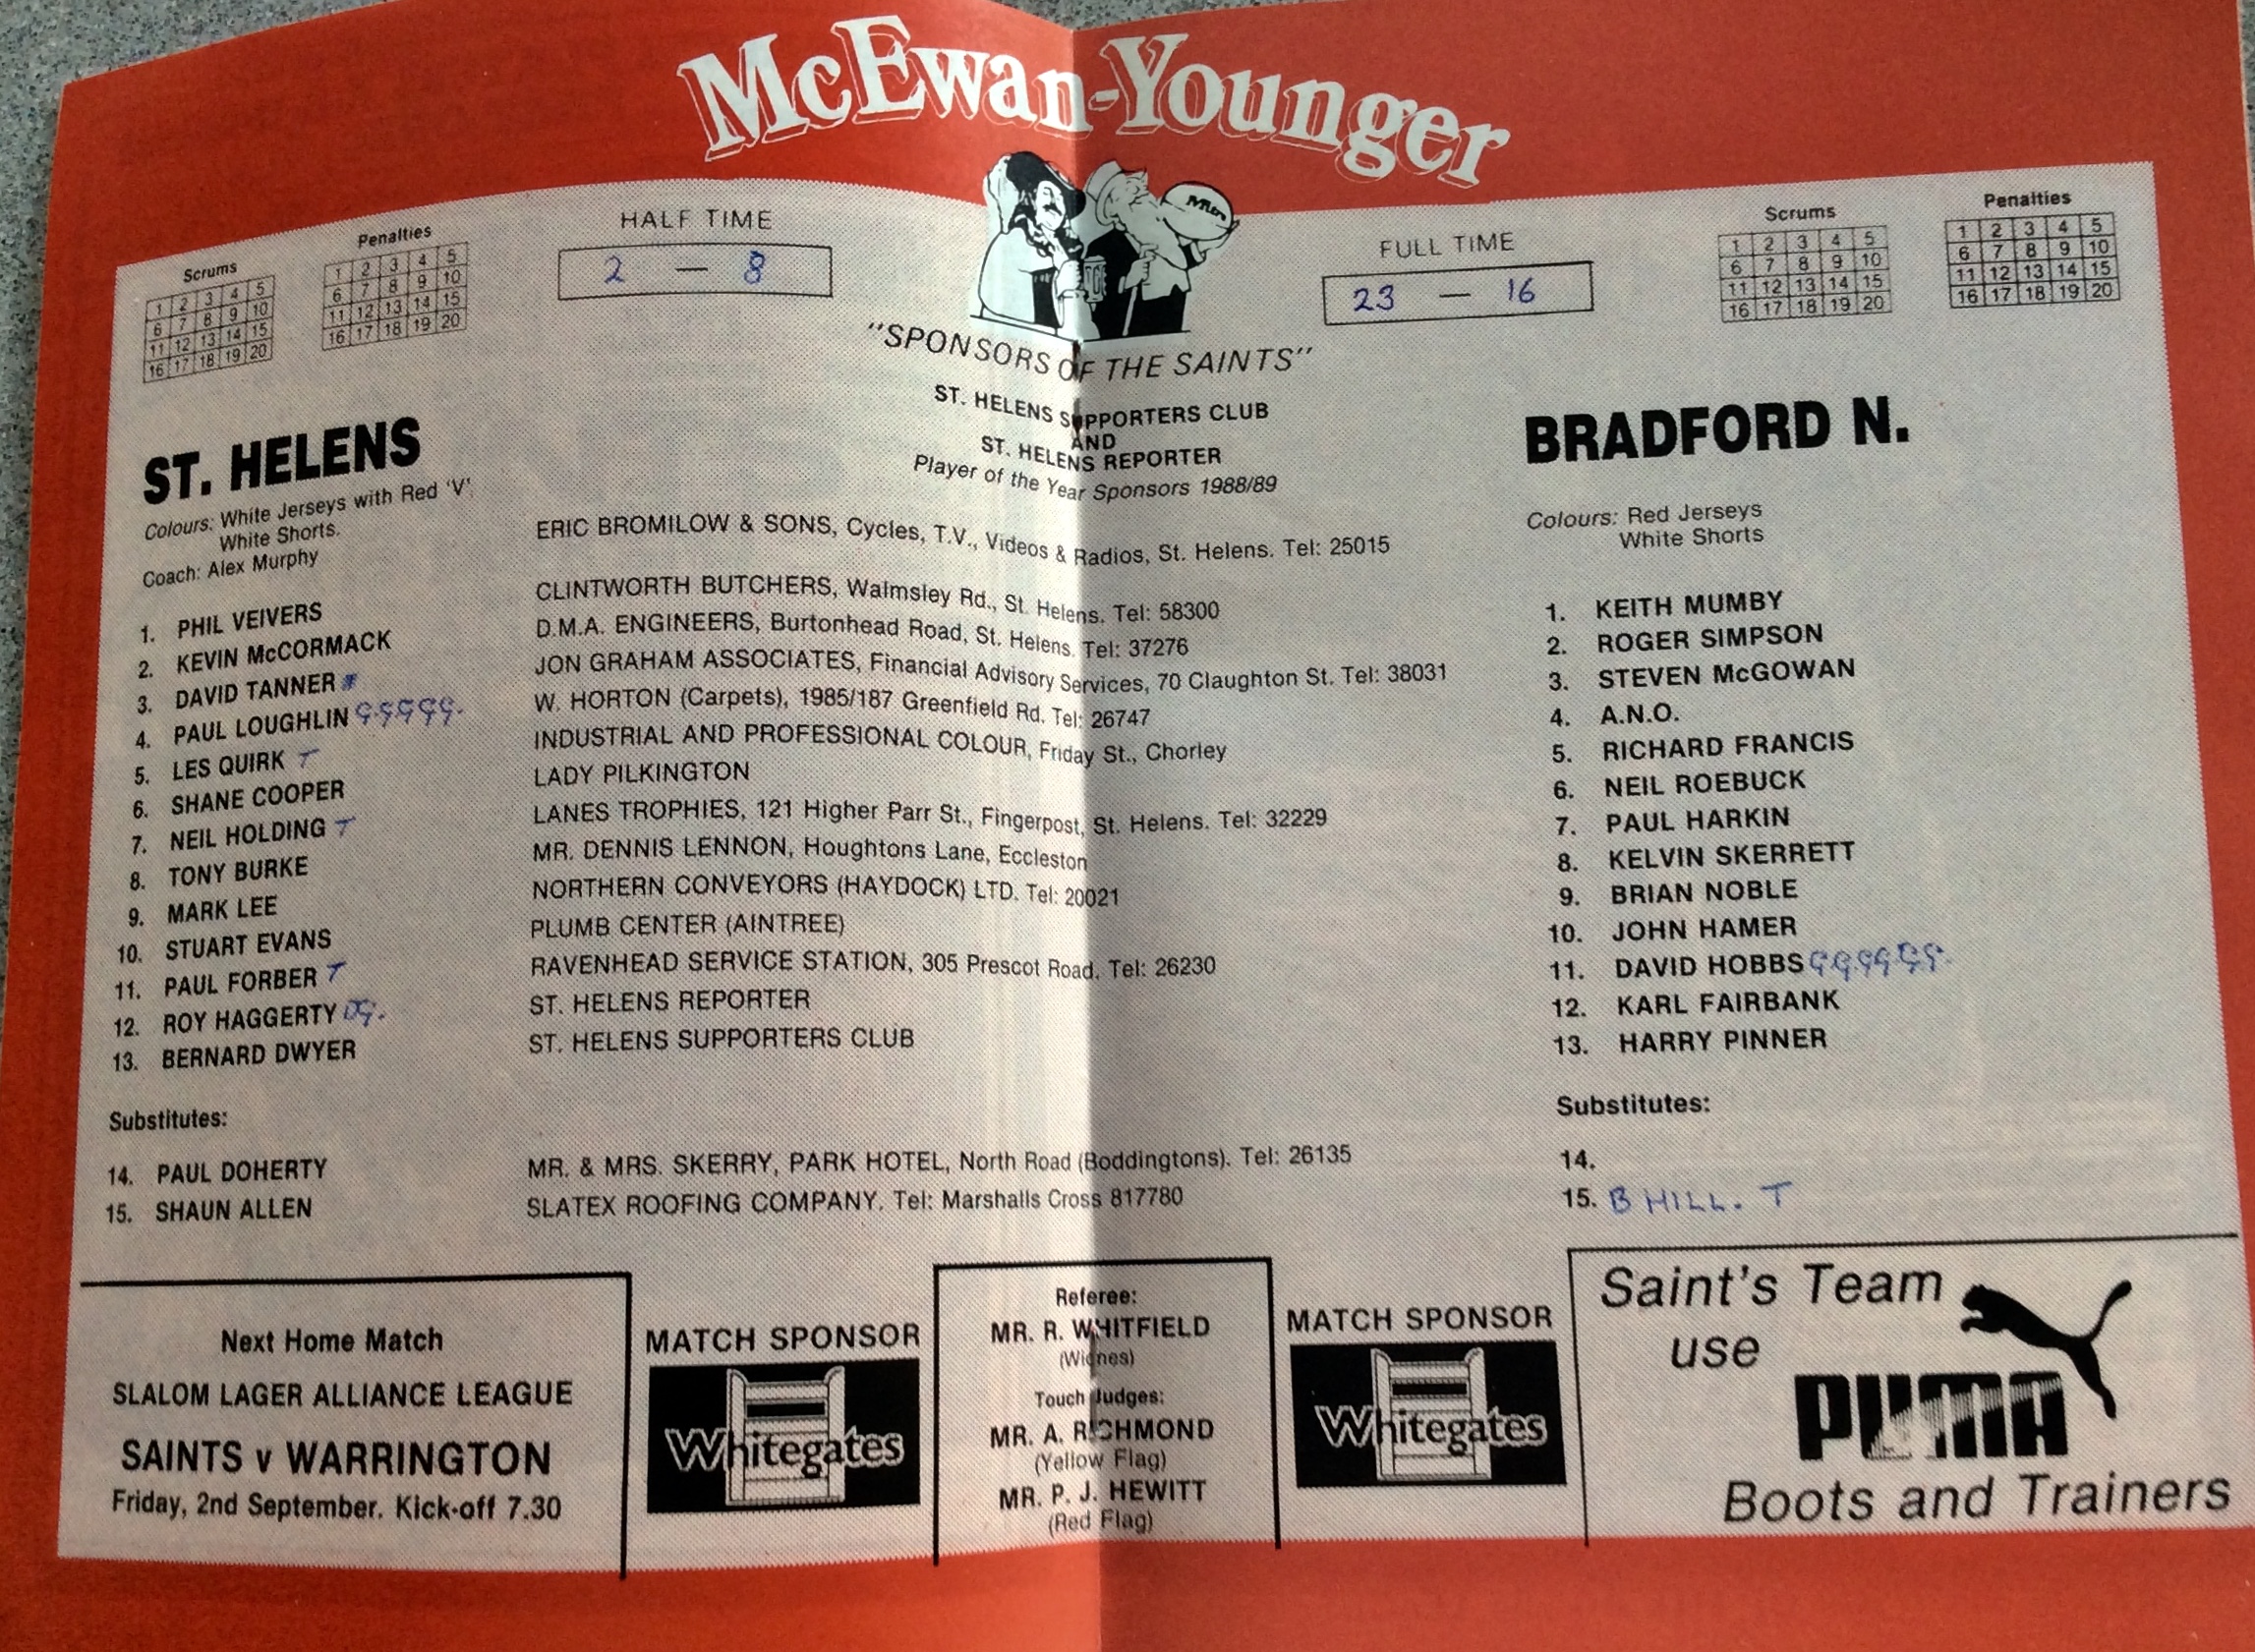 McEwan-Younger
Mitre
Scrums
1 2 3 4 5
6 7 8 9 10
11 12 13 14 15
16 17 18 19 20
Penalties
1 2 3 4 5
6 7 8 9 10
11 12 13 14 15
16 17 18 19 20
HALF TIME
2 — 8
FULL TIME
23 — 16
Scrums
1 2 3 4 5
6 7 8 9 10
11 12 13 14 15
16 17 18 19 20
Penalties
1 2 3 4 5
6 7 8 9 10
11 12 13 14 15
16 17 18 19 20
"SPONSORS OF THE SAINTS"
ST. HELENS SUPPORTERS CLUB
AND
ST. HELENS REPORTER
Player of the Year Sponsors 1988/89
ST. HELENS
Colours: White Jerseys with Red 'V'
White Shorts.
Coach: Alex Murphy
1. PHIL VEIVERS
2. KEVIN McCORMACK
3. DAVID TANNER
4. PAUL LOUGHLIN G.G.G.G.G.
5. LES QUIRK T
6. SHANE COOPER
7. NEIL HOLDING T
8. TONY BURKE
9. MARK LEE
10. STUART EVANS
11. PAUL FORBER T
12. ROY HAGGERTY DG.
13. BERNARD DWYER
Substitutes:
14. PAUL DOHERTY
15. SHAUN ALLEN
ERIC BROMILOW & SONS, Cycles, T.V., Videos & Radios, St. Helens. Tel: 25015
CLINTWORTH BUTCHERS, Walmsley Rd., St. Helens. Tel: 58300
D.M.A. ENGINEERS, Burtonhead Road, St. Helens. Tel: 37276
JON GRAHAM ASSOCIATES, Financial Advisory Services, 70 Claughton St. Tel: 38031
W. HORTON (Carpets), 1985/187 Greenfield Rd. Tel: 26747
INDUSTRIAL AND PROFESSIONAL COLOUR, Friday St., Chorley
LADY PILKINGTON
LANES TROPHIES, 121 Higher Parr St., Fingerpost, St. Helens. Tel: 32229
MR. DENNIS LENNON, Houghtons Lane, Eccleston
NORTHERN CONVEYORS (HAYDOCK) LTD. Tel: 20021
PLUMB CENTER (AINTREE)
RAVENHEAD SERVICE STATION, 305 Prescot Road. Tel: 26230
ST. HELENS REPORTER
ST. HELENS SUPPORTERS CLUB
MR. & MRS. SKERRY, PARK HOTEL, North Road (Boddingtons). Tel: 26135
SLATEX ROOFING COMPANY. Tel: Marshalls Cross 817780
BRADFORD N.
Colours: Red Jerseys
White Shorts
1. KEITH MUMBY
2. ROGER SIMPSON
3. STEVEN McGOWAN
4. A.N.O.
5. RICHARD FRANCIS
6. NEIL ROEBUCK
7. PAUL HARKIN
8. KELVIN SKERRETT
9. BRIAN NOBLE
10. JOHN HAMER
11. DAVID HOBBS G.G.G.G.G.G.
12. KARL FAIRBANK
13. HARRY PINNER
Substitutes:
14.
15. B HILL. T
Next Home Match
SLALOM LAGER ALLIANCE LEAGUE
SAINTS v WARRINGTON
Friday, 2nd September. Kick-off 7.30
MATCH SPONSOR
Whitegates
Referee:
MR. R. WHITFIELD
(Widnes)
Touch Judges:
MR. A. RICHMOND
(Yellow Flag)
MR. P. J. HEWITT
(Red Flag)
MATCH SPONSOR
Whitegates
Saint's Team
use
PUMA
Boots and Trainers